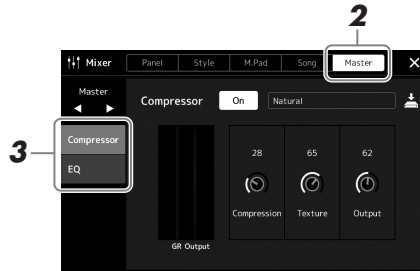 2
Mixer Panel Style M.Pad Song Master ×
Master
Compressor On Natural
3
Compressor
EQ
28 65 62
Compression Texture Output
GR Output